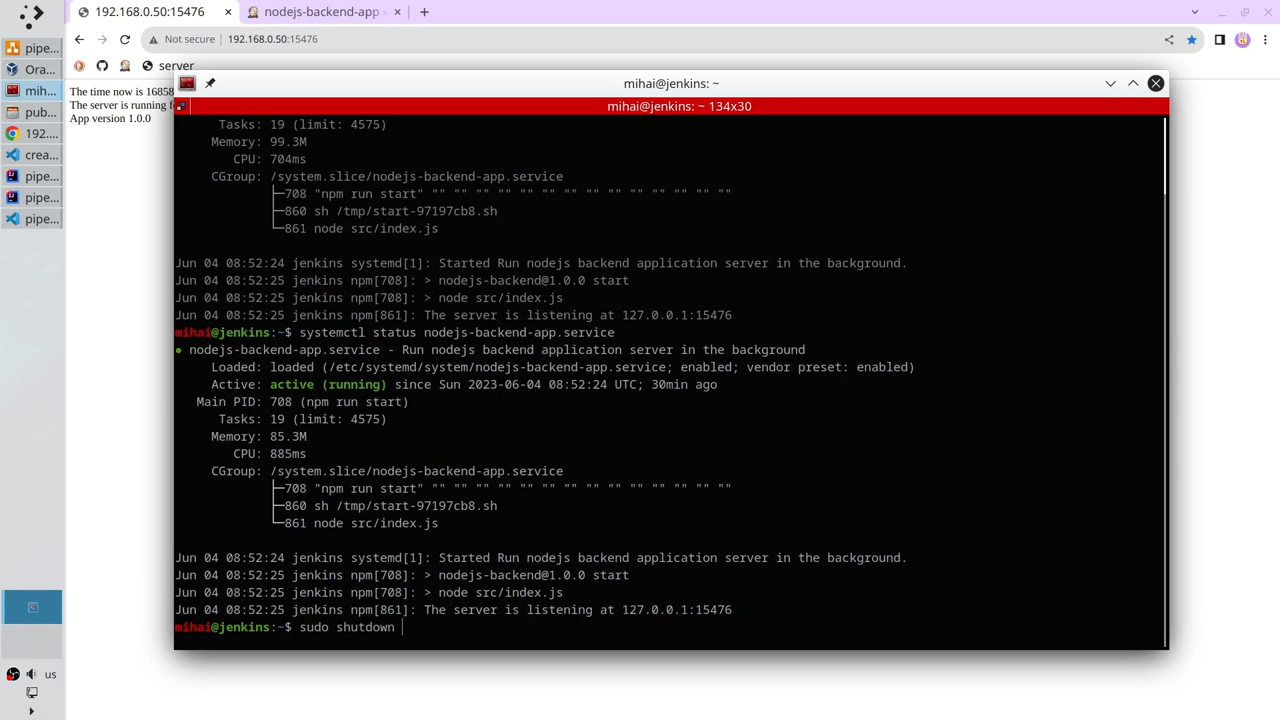 192.168.0.50:15476
nodejs-backend-app
Not secure
192.168.0.50:15476
server
pipe...
Ora...
mih...
pub...
192....
crea...
pipe...
pipe...
pipe...
us
The time now is 16858
The server is running f
App version 1.0.0
mihai@jenkins: ~
mihai@jenkins: ~ 134x30
Tasks: 19 (limit: 4575)
Memory: 99.3M
CPU: 704ms
CGroup: /system.slice/nodejs-backend-app.service
├─708 "npm run start" "" "" "" "" "" "" "" "" "" "" "" "" "" ""
├─860 sh /tmp/start-97197cb8.sh
└─861 node src/index.js
Jun 04 08:52:24 jenkins systemd[1]: Started Run nodejs backend application server in the background.
Jun 04 08:52:25 jenkins npm[708]: > nodejs-backend@1.0.0 start
Jun 04 08:52:25 jenkins npm[708]: > node src/index.js
Jun 04 08:52:25 jenkins npm[861]: The server is listening at 127.0.0.1:15476
mihai@jenkins:~$ systemctl status nodejs-backend-app.service
● nodejs-backend-app.service - Run nodejs backend application server in the background
Loaded: loaded (/etc/systemd/system/nodejs-backend-app.service; enabled; vendor preset: enabled)
Active: active (running) since Sun 2023-06-04 08:52:24 UTC; 30min ago
Main PID: 708 (npm run start)
Tasks: 19 (limit: 4575)
Memory: 85.3M
CPU: 885ms
CGroup: /system.slice/nodejs-backend-app.service
├─708 "npm run start" "" "" "" "" "" "" "" "" "" "" "" "" "" ""
├─860 sh /tmp/start-97197cb8.sh
└─861 node src/index.js
Jun 04 08:52:24 jenkins systemd[1]: Started Run nodejs backend application server in the background.
Jun 04 08:52:25 jenkins npm[708]: > nodejs-backend@1.0.0 start
Jun 04 08:52:25 jenkins npm[708]: > node src/index.js
Jun 04 08:52:25 jenkins npm[861]: The server is listening at 127.0.0.1:15476
mihai@jenkins:~$ sudo shutdown